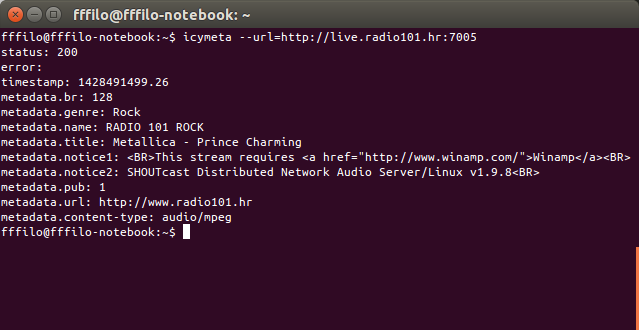 fffilo@fffilo-notebook: ~
fffilo@fffilo-notebook:~$ icymeta --url=http://live.radio101.hr:7005
status: 200
error:
timestamp: 1428491499.26
metadata.br: 128
metadata.genre: Rock
metadata.name: RADIO 101 ROCK
metadata.title: Metallica - Prince Charming
metadata.notice1: <BR>This stream requires <a href="http://www.winamp.com/">Winamp</a><BR>
metadata.notice2: SHOUTcast Distributed Network Audio Server/Linux v1.9.8<BR>
metadata.pub: 1
metadata.url: http://www.radio101.hr
metadata.content-type: audio/mpeg
fffilo@fffilo-notebook:~$